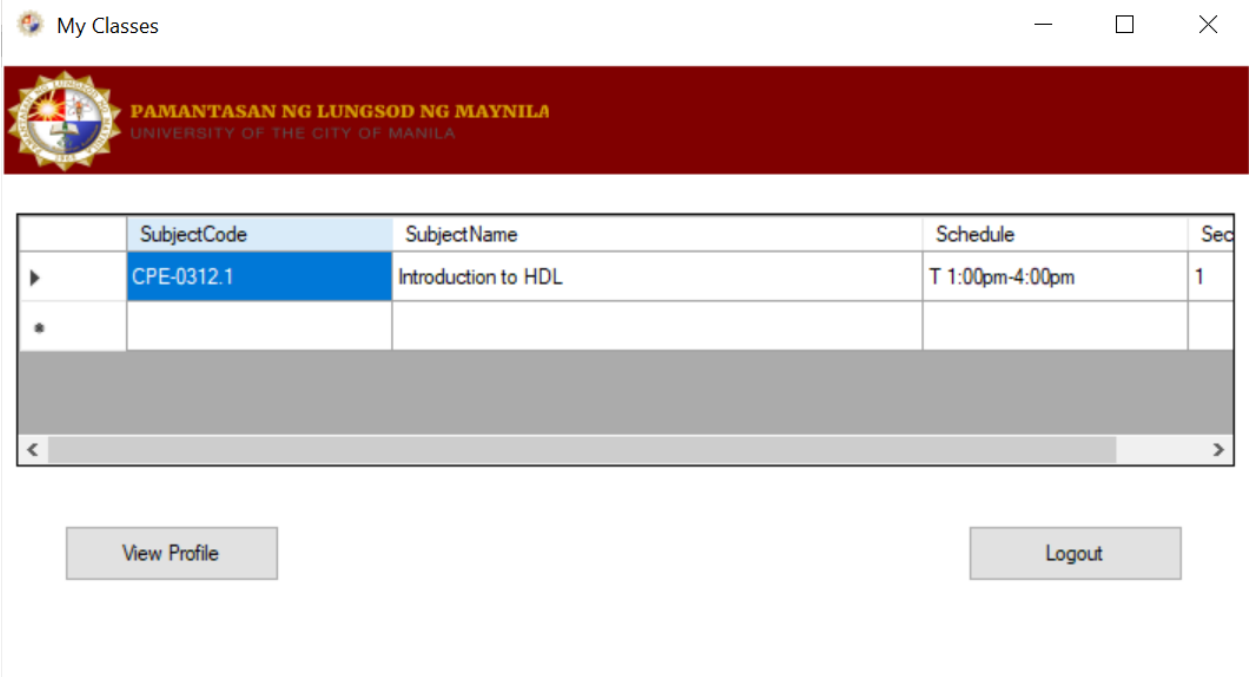 My Classes
PAMANTASAN NG LUNGSOD NG MAYNILA
UNIVERSITY OF THE CITY OF MANILA
SubjectCode SubjectName Schedule Sec
CPE-0312.1 Introduction to HDL T 1:00pm-4:00pm 1
View Profile Logout